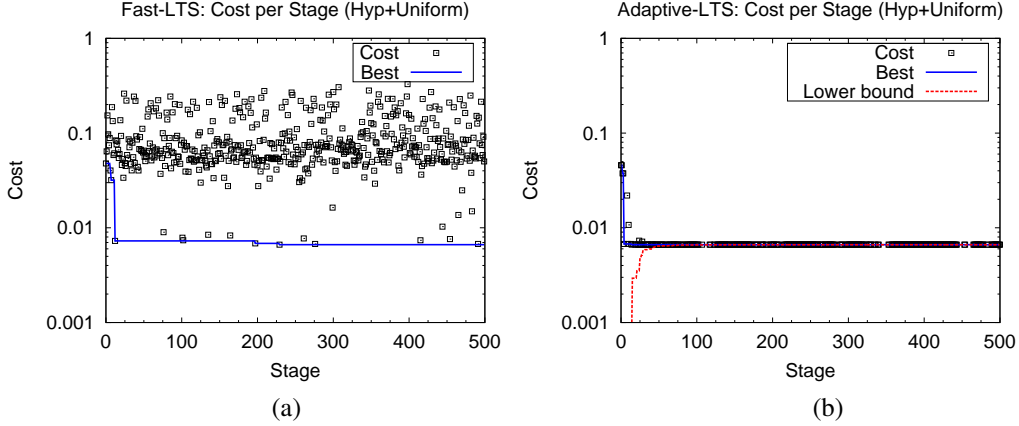 Fast-LTS: Cost per Stage (Hyp+Uniform)
Cost
Best
1
0.1
0.01
0.001
Cost
0 100 200 300 400 500
Stage
(a)
Adaptive-LTS: Cost per Stage (Hyp+Uniform)
Cost
Best
Lower bound
1
0.1
0.01
0.001
Cost
0 100 200 300 400 500
Stage
(b)